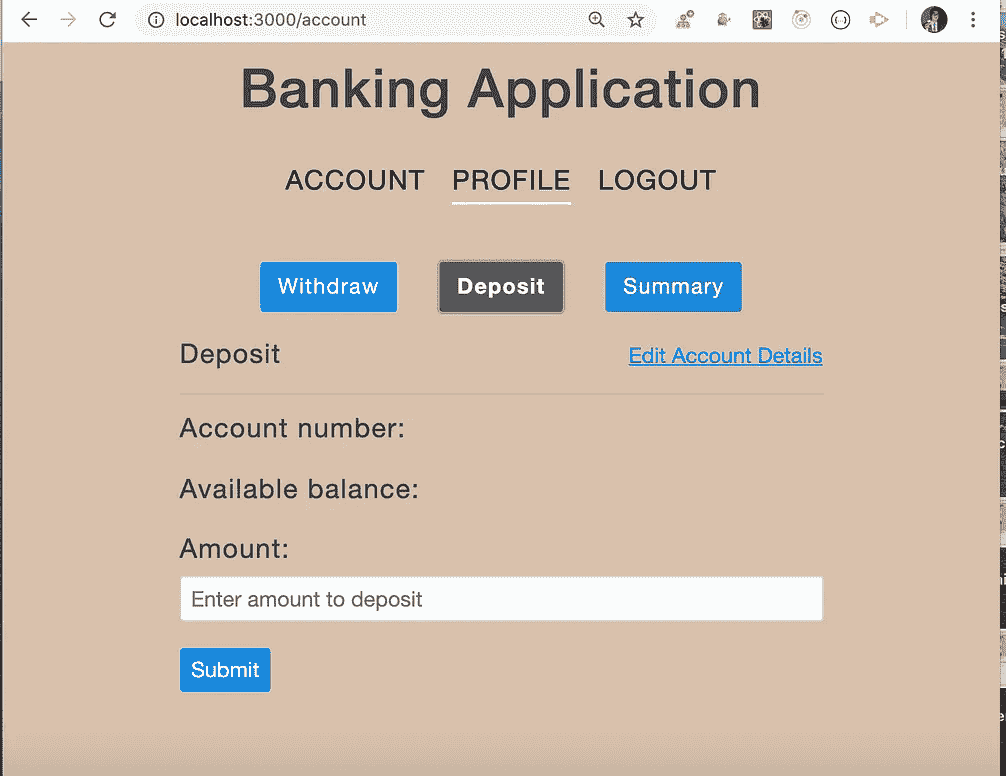 localhost:3000/account
Banking Application
ACCOUNT PROFILE LOGOUT
Withdraw Deposit Summary
Deposit Edit Account Details
Account number:
Available balance:
Amount:
Enter amount to deposit
Submit